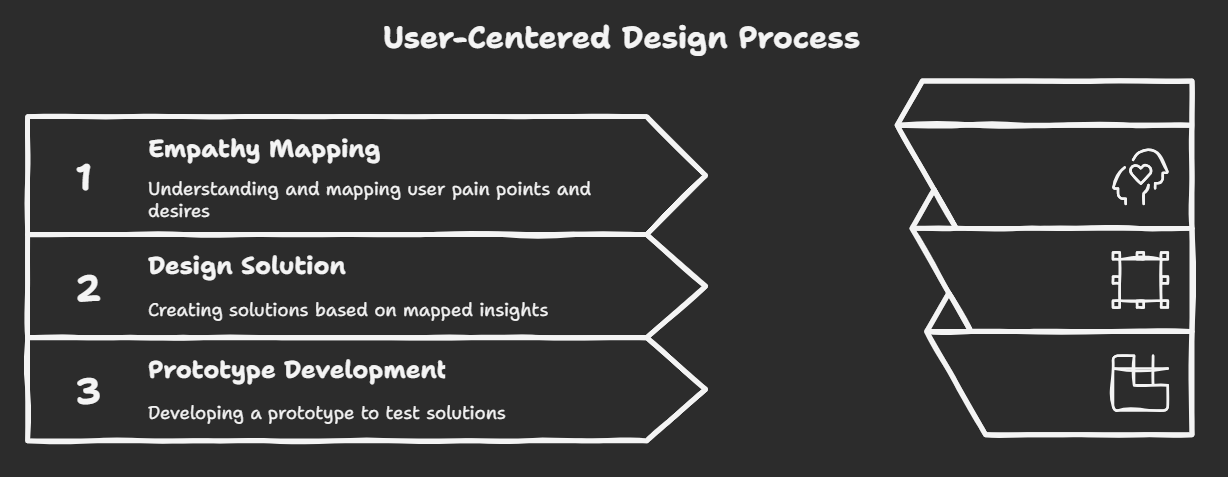 User-Centered Design Process
1
Empathy Mapping
Understanding and mapping user pain points and
desires
2
Design Solution
Creating solutions based on mapped insights
3
Prototype Development
Developing a prototype to test solutions